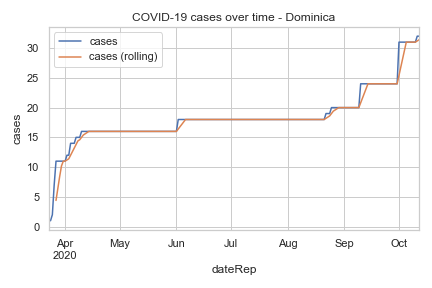 COVID-19 cases over time - Dominica
cases
cases (rolling)
cases
30
25
20
15
10
5
0
Apr May Jun Jul Aug Sep Oct
2020
dateRep